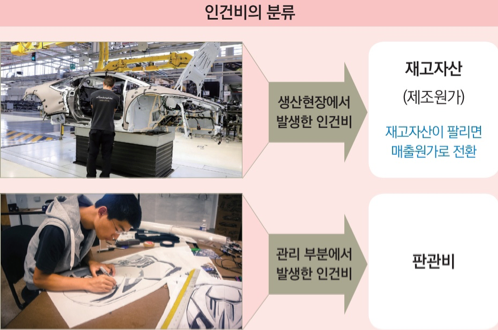 인건비의 분류
생산현장에서
발생한 인건비
재고자산
(제조원가)
재고자산이 팔리면
매출원가로 전환
관리 부분에서
발생한 인건비
판관비